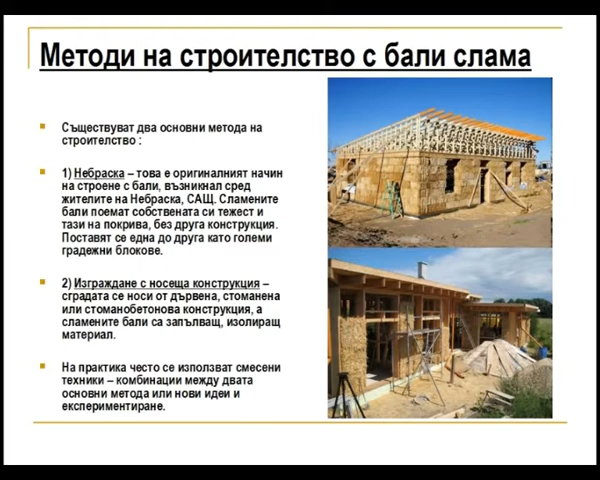 Методи на строителство с бали слама
Съществуват два основни метода на
строителство :
1) Небраска – това е оригиналният начин
на строене с бали, възникнал сред
жителите на Небраска, САЩ. Сламените
бали поемат собствената си тежест и
тази на покрива, без друга конструкция.
Поставят се една до друга като големи
градежни блокове.
2) Изграждане с носеща конструкция –
сградата се носи от дървена, стоманена
или стоманобетонова конструкция, а
сламените бали са запълващ, изолиращ
материал.
На практика често се използват смесени
техники – комбинации между двата
основни метода или нови идеи и
експериментиране.